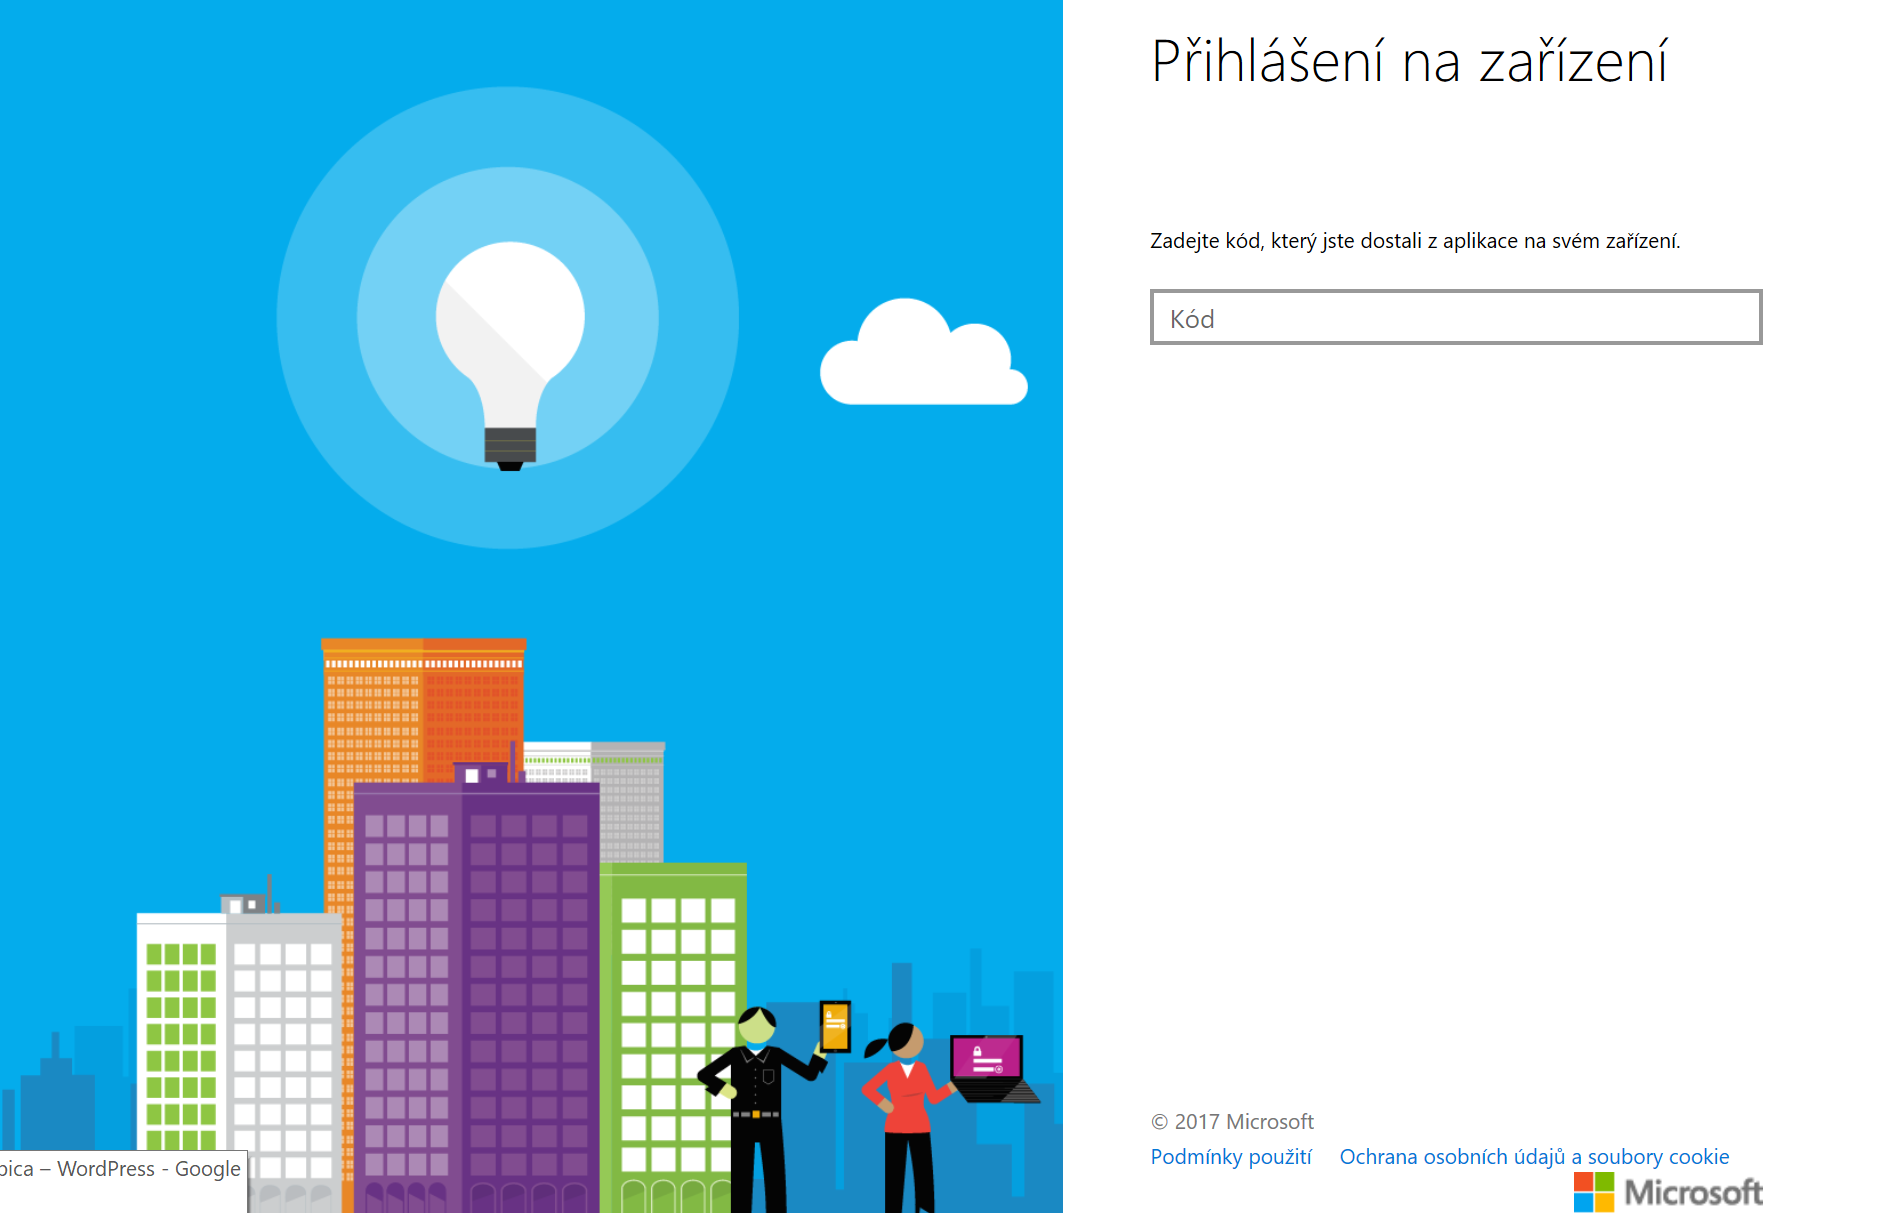 Přihlášení na zařízení
Zadejte kód, který jste dostali z aplikace na svém zařízení.
Kód
© 2017 Microsoft
Podmínky použití Ochrana osobních údajů a soubory cookie
– WordPress - Google
Microsoft